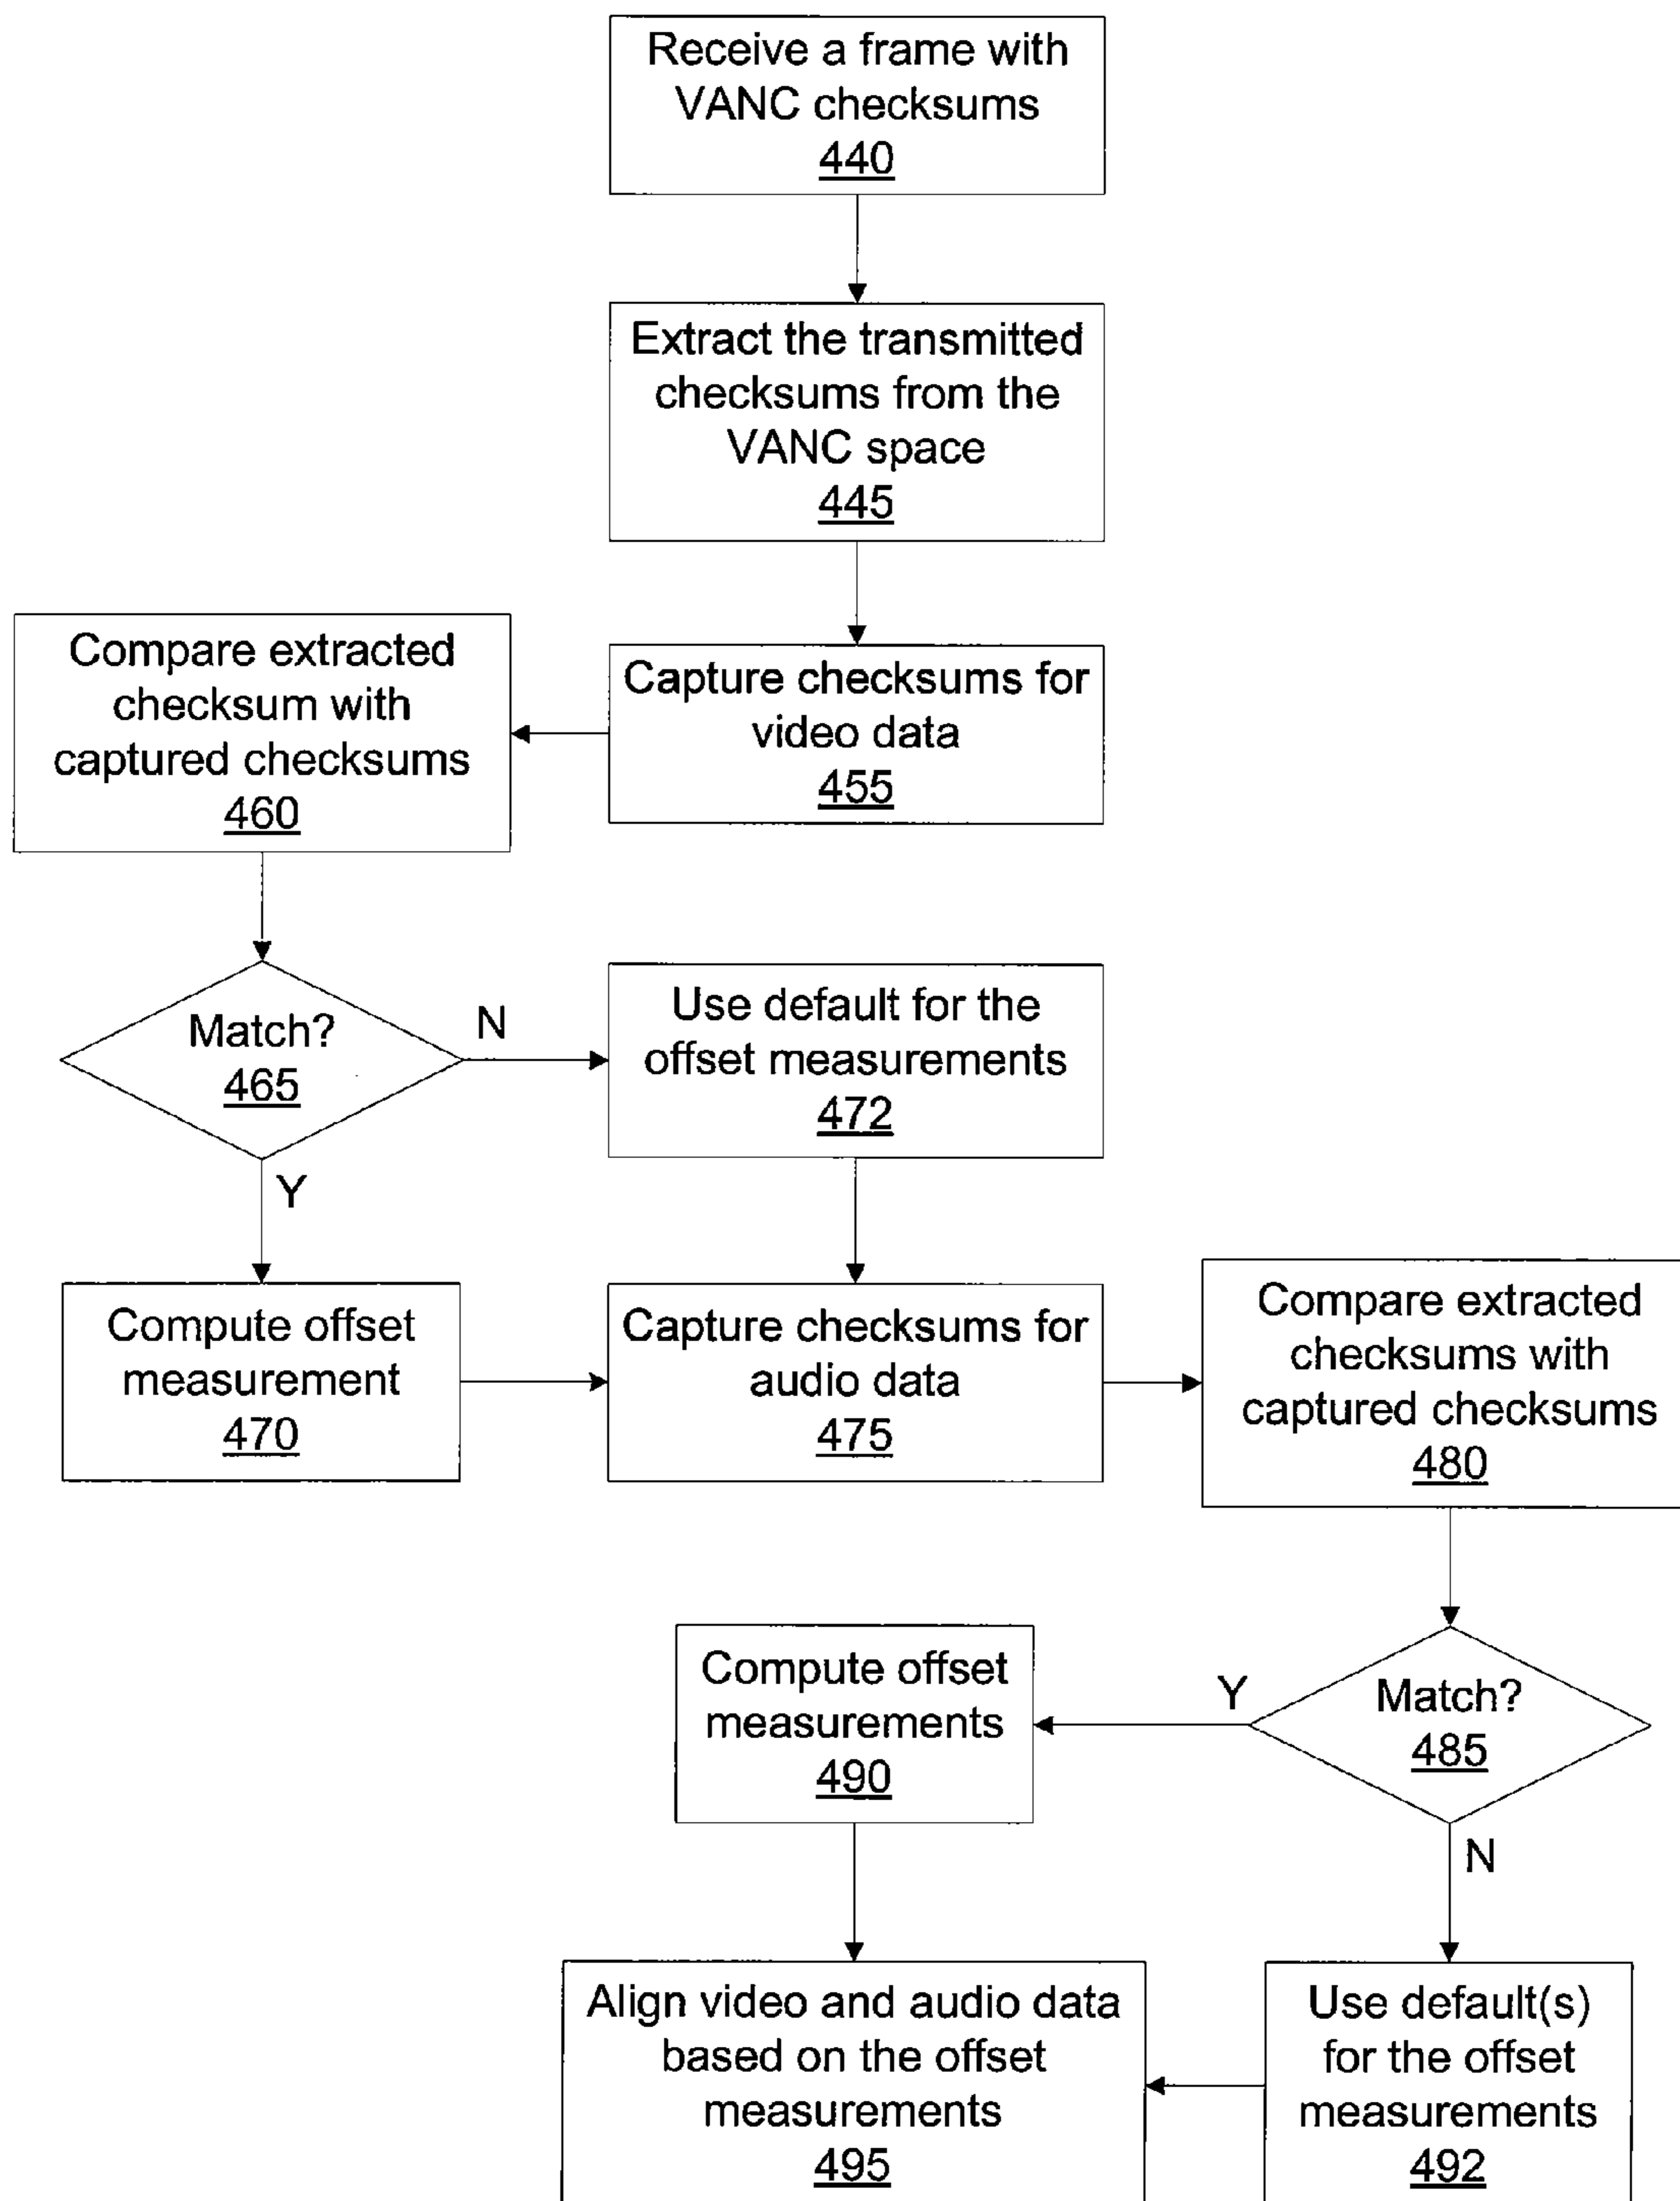 Receive a frame with
VANC checksums
440
Extract the transmitted
checksums from the
VANC space
445
Capture checksums for
video data
455
Compare extracted
checksum with
captured checksums
460
Match?
465
N
Y
Use default for the
offset measurements
472
Compute offset
measurement
470
Capture checksums for
audio data
475
Compare extracted
checksums with
captured checksums
480
Match?
485
Y
N
Compute offset
measurements
490
Use default(s)
for the offset
measurements
492
Align video and audio data
based on the offset
measurements
495